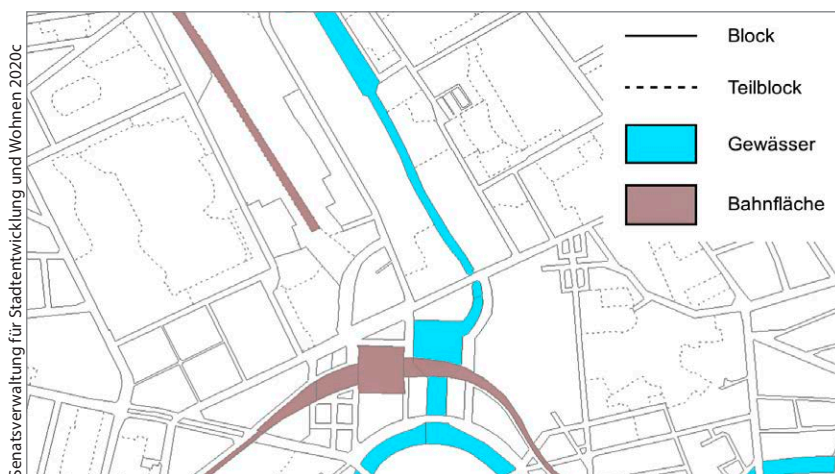 Senatsverwaltung für Stadtentwicklung und Wohnen 2020c
Block
Teilblock
Gewässer
Bahnfläche